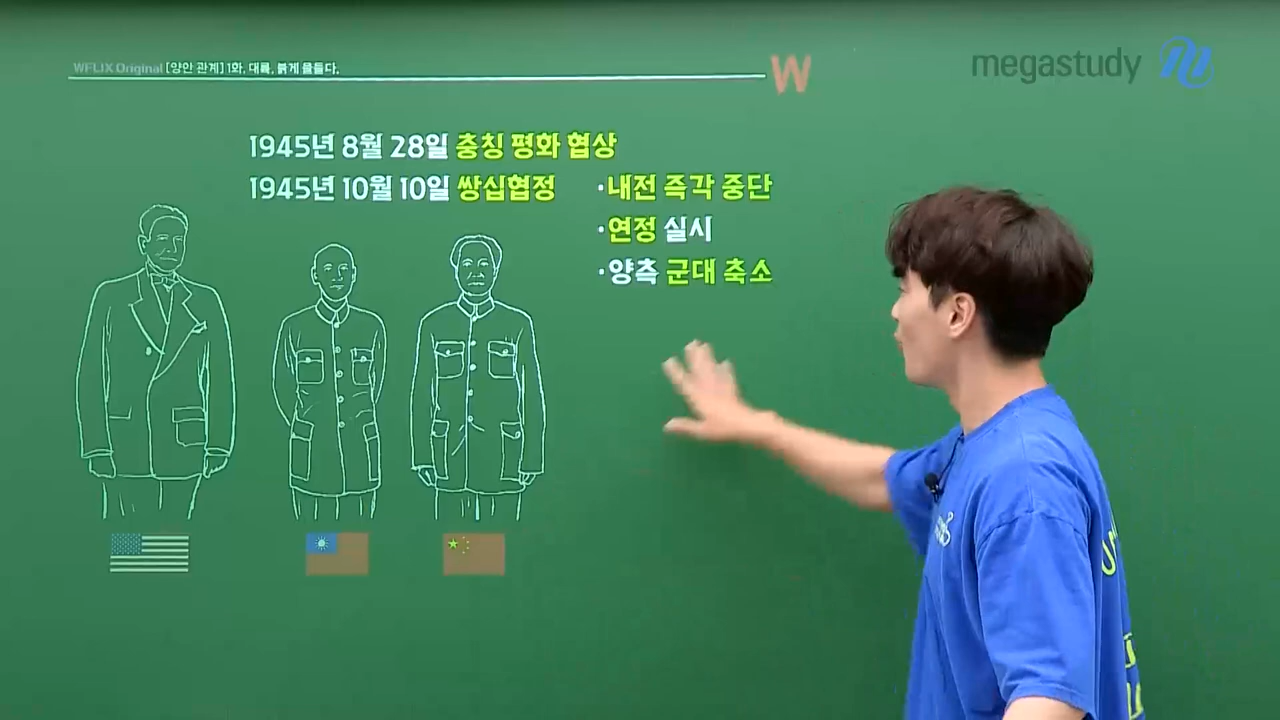 WFLIX Original [양안 관계] 1화. 대륙, 붉게 물들다.
W
megastudy
1945년 8월 28일 충칭 평화 협상
1945년 10월 10일 쌍십협정
·내전 즉각 중단
·연정 실시
·양측 군대 축소